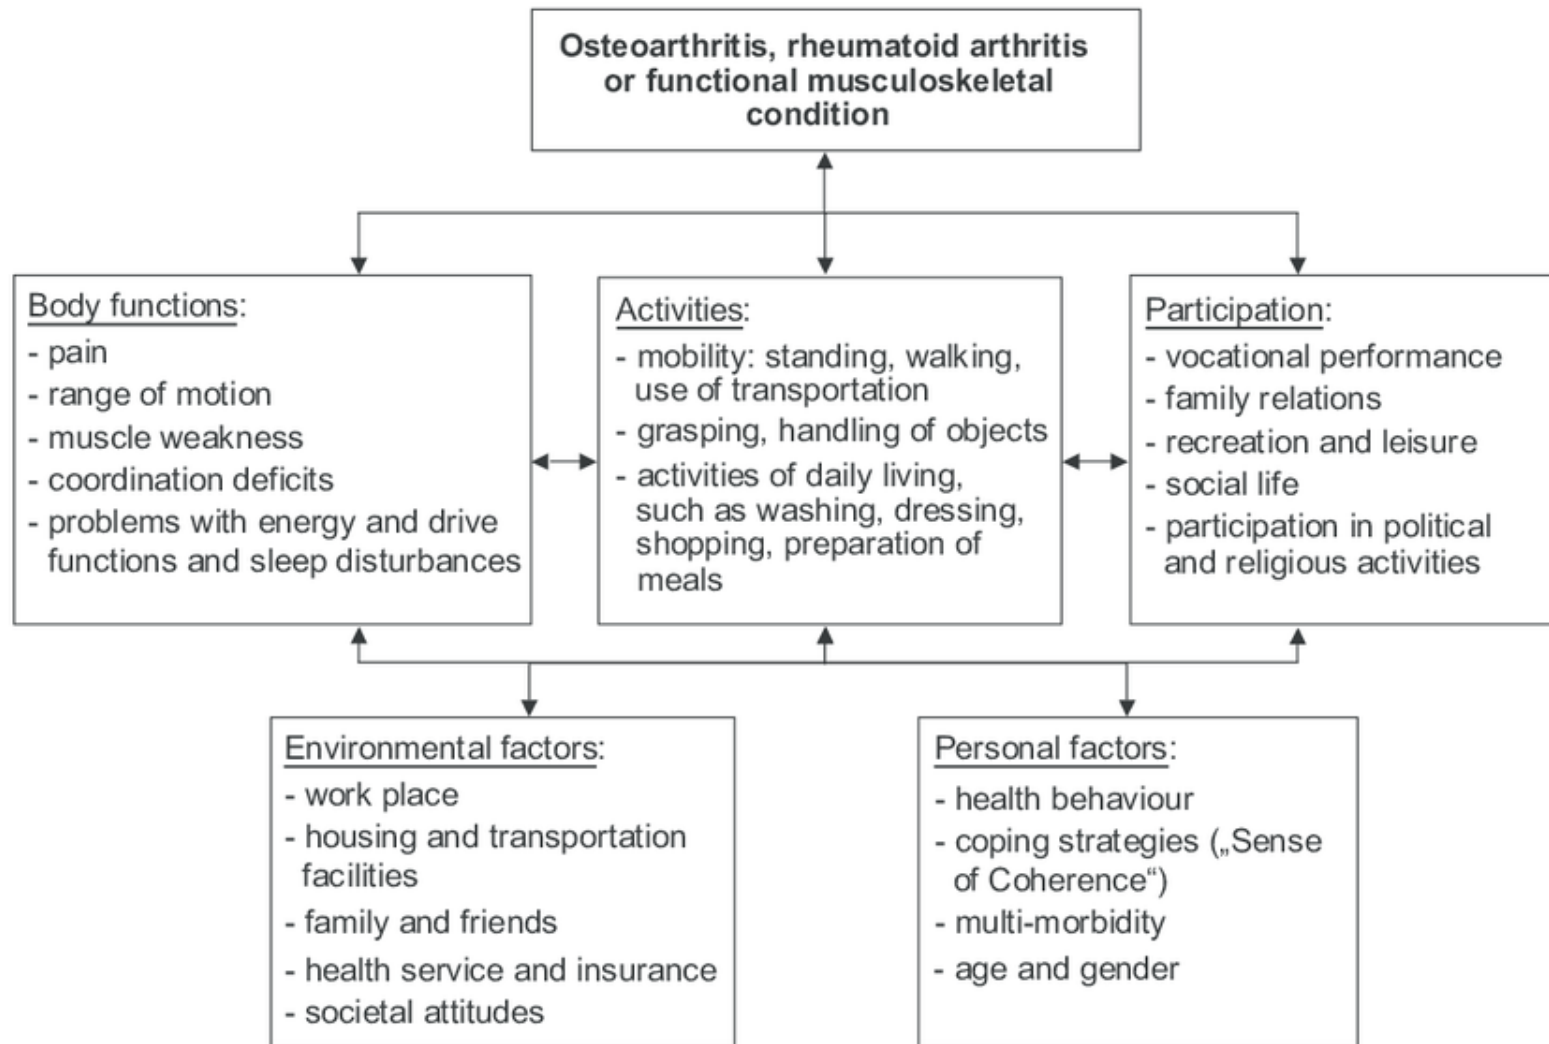 Osteoarthritis, rheumatoid arthritis
or functional musculoskeletal
condition
Body functions:
- pain
- range of motion
- muscle weakness
- coordination deficits
- problems with energy and drive
functions and sleep disturbances
Activities:
- mobility: standing, walking,
use of transportation
- grasping, handling of objects
- activities of daily living,
such as washing, dressing,
shopping, preparation of
meals
Participation:
- vocational performance
- family relations
- recreation and leisure
- social life
- participation in political
and religious activities
Environmental factors:
- work place
- housing and transportation
facilities
- family and friends
- health service and insurance
- societal attitudes
Personal factors:
- health behaviour
- coping strategies („Sense
of Coherence“)
- multi-morbidity
- age and gender